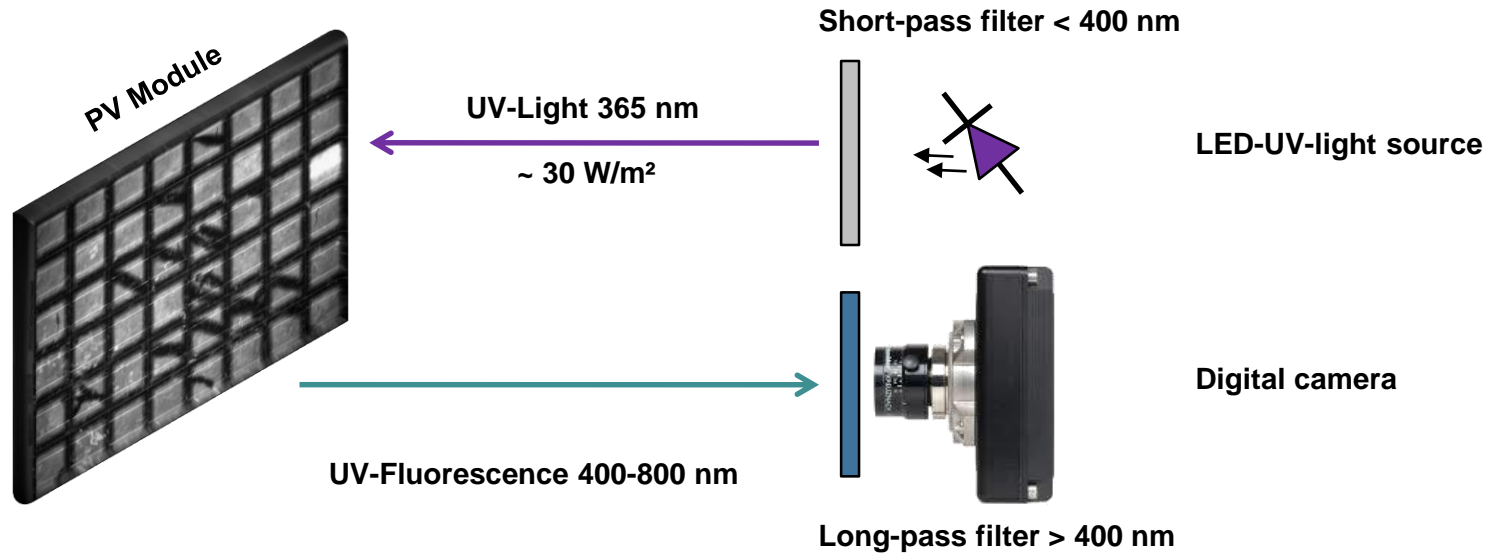 Short-pass filter < 400 nm
PV Module
UV-Light 365 nm
~ 30 W/m²
LED-UV-light source
Digital camera
UV-Fluorescence 400-800 nm
Long-pass filter > 400 nm